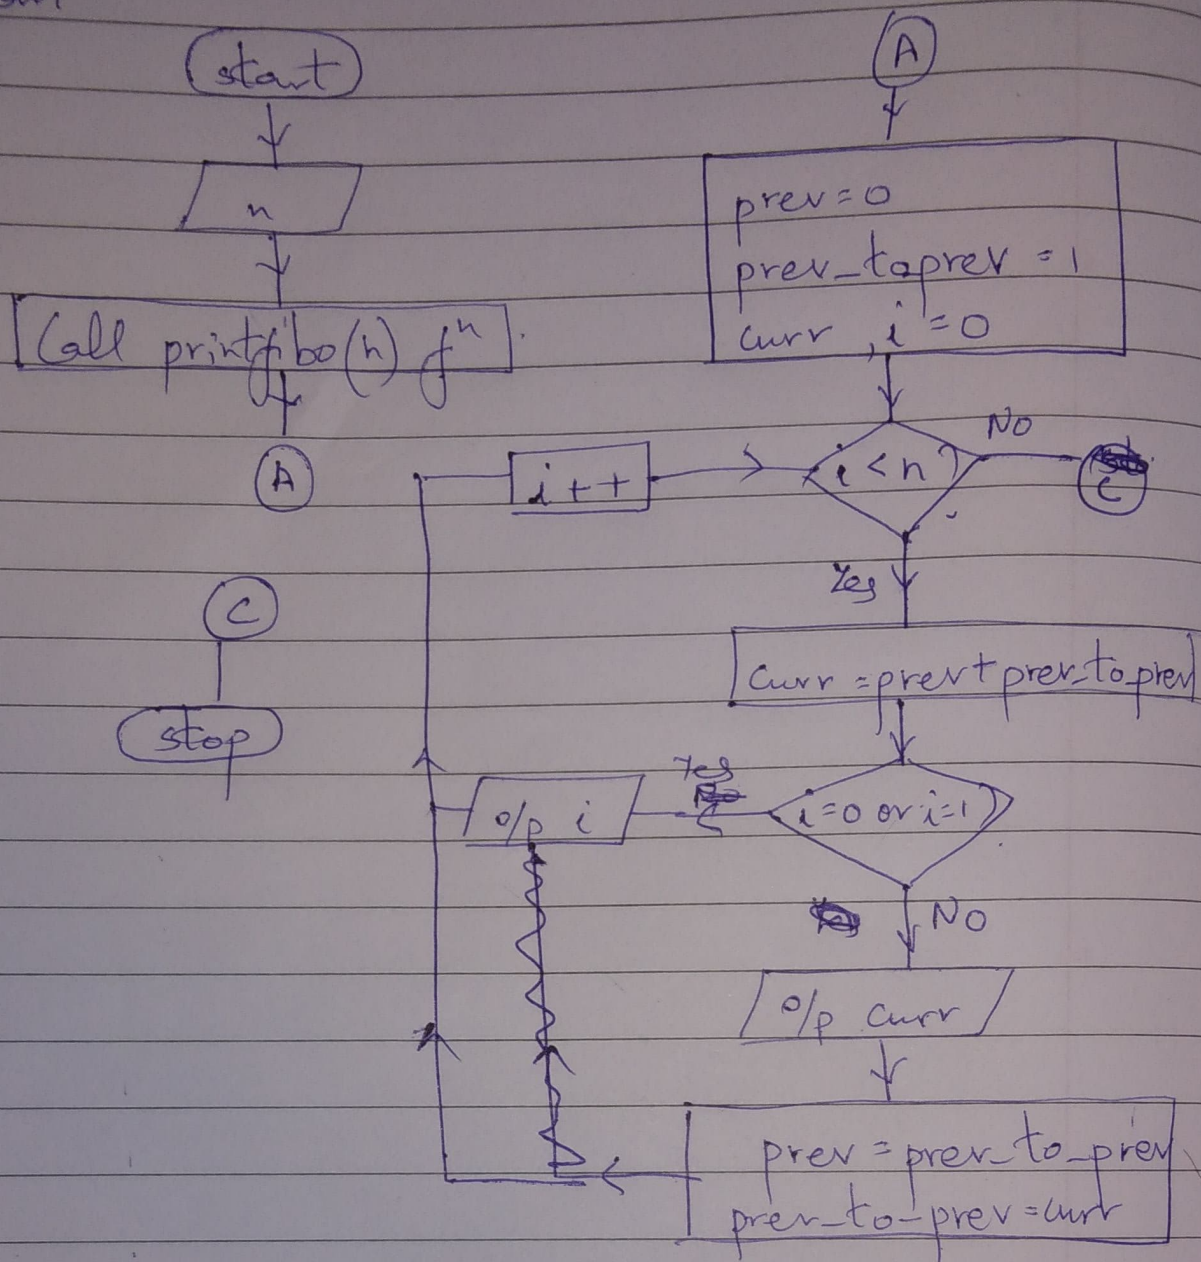 start
n
Call printfibo(n) fⁿ.
A
C
stop
A
prev=0
prev_toprev =1
curr ,i=0
i++
i<n
No
C
Yes
Curr =prev+prev_to_prev
i=0 or i=1
Yes
o/p i
NO
o/p curr
prev = prev_to_prev
prev_to_prev=curr